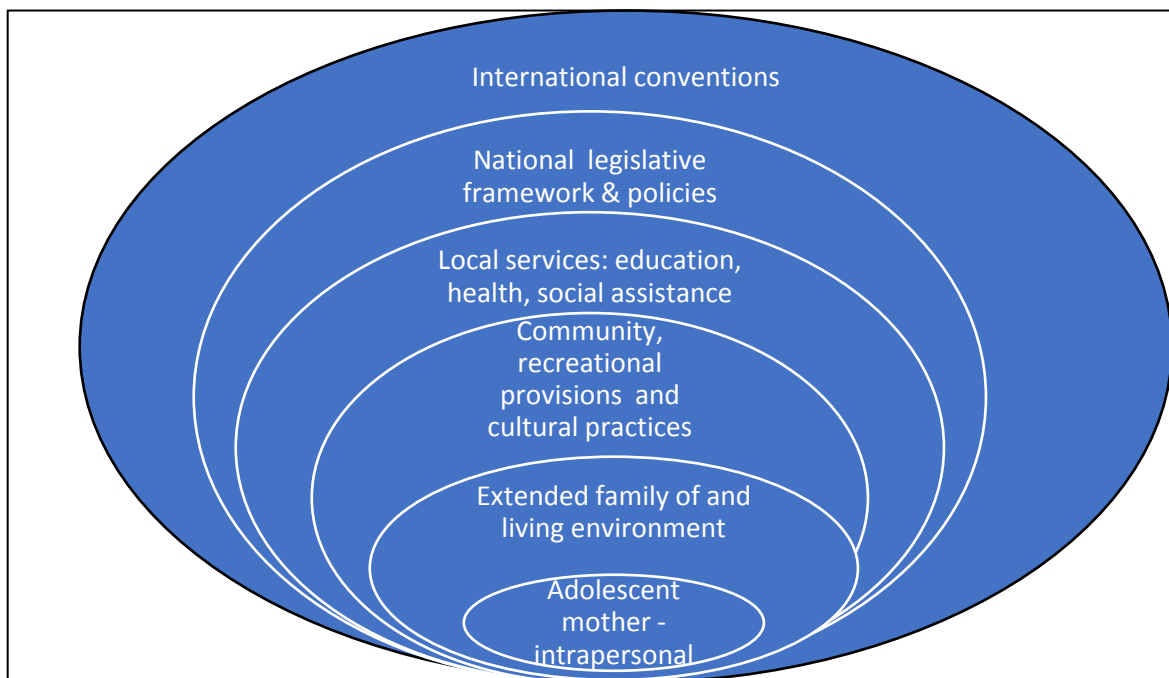 International conventions
National legislative
framework & policies
Local services: education,
health, social assistance
Community,
recreational
provisions and
cultural practices
Extended family of and
living environment
Adolescent
mother -
intrapersonal